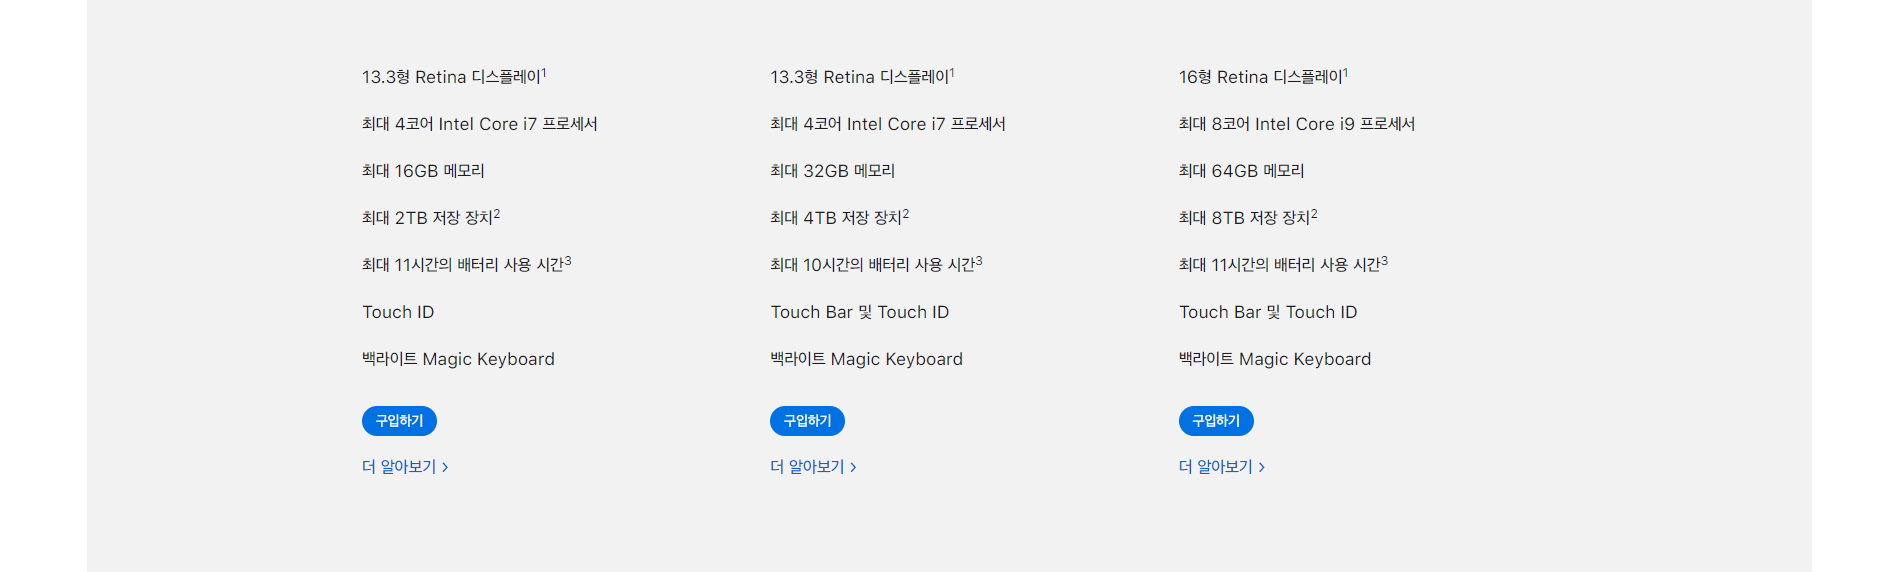 13.3형 Retina 디스플레이1
최대 4코어 Intel Core i7 프로세서
최대 16GB 메모리
최대 2TB 저장 장치2
최대 11시간의 배터리 사용 시간3
Touch ID
백라이트 Magic Keyboard
구입하기
더 알아보기 >
13.3형 Retina 디스플레이1
최대 4코어 Intel Core i7 프로세서
최대 32GB 메모리
최대 4TB 저장 장치2
최대 10시간의 배터리 사용 시간3
Touch Bar 및 Touch ID
백라이트 Magic Keyboard
구입하기
더 알아보기 >
16형 Retina 디스플레이1
최대 8코어 Intel Core i9 프로세서
최대 64GB 메모리
최대 8TB 저장 장치2
최대 11시간의 배터리 사용 시간3
Touch Bar 및 Touch ID
백라이트 Magic Keyboard
구입하기
더 알아보기 >